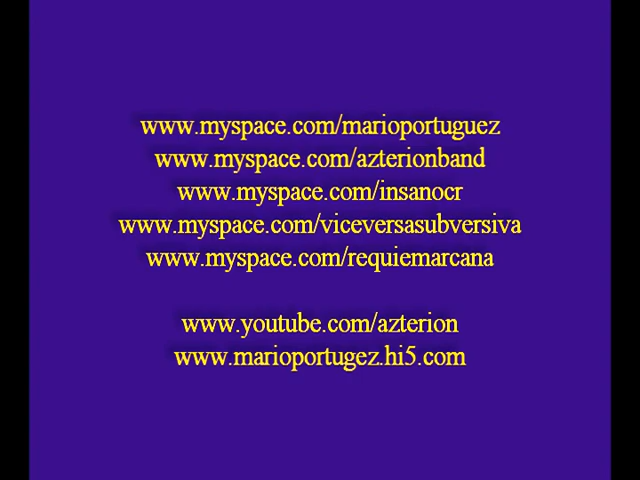 www.myspace.com/marioportuguez
www.myspace.com/azterionband
www.myspace.com/insanocr
www.myspace.com/viceversasubversiva
www.myspace.com/requiemarcana
www.youtube.com/azterion
www.marioportugez.hi5.com